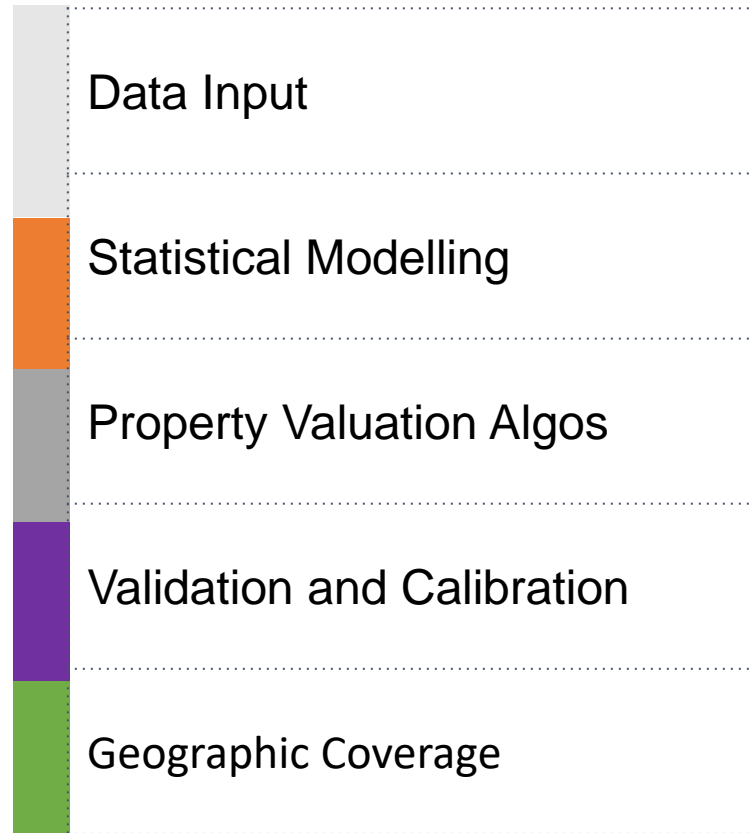 Data Input
Statistical Modelling
Property Valuation Algos
Validation and Calibration
Geographic Coverage